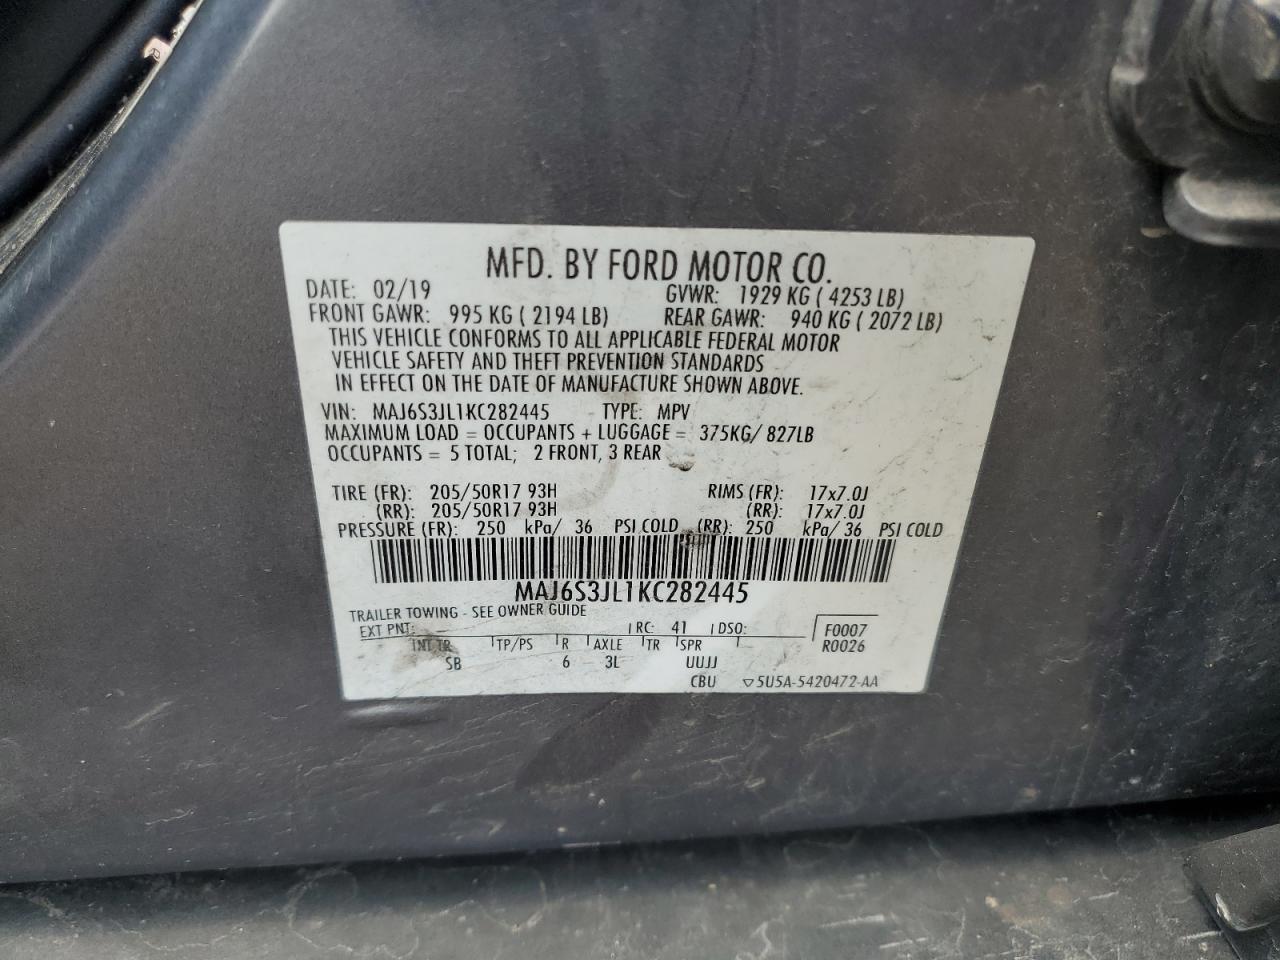 MFD. BY FORD MOTOR CO.
DATE: 02/19 GVWR: 1929 KG ( 4253 LB)
FRONT GAWR: 995 KG ( 2194 LB) REAR GAWR: 940 KG ( 2072 LB)
THIS VEHICLE CONFORMS TO ALL APPLICABLE FEDERAL MOTOR
VEHICLE SAFETY AND THEFT PREVENTION STANDARDS
IN EFFECT ON THE DATE OF MANUFACTURE SHOWN ABOVE.
VIN: MAJ6S3JL1KC282445 TYPE: MPV
MAXIMUM LOAD = OCCUPANTS + LUGGAGE = 375KG/ 827LB
OCCUPANTS = 5 TOTAL; 2 FRONT, 3 REAR
TIRE (FR): 205/50R17 93H RIMS (FR): 17x7.0J
(RR): 205/50R17 93H (RR): 17x7.0J
PRESSURE (FR): 250 kPa/ 36 PSI COLD (RR): 250 kPa/ 36 PSI COLD
MAJ6S3JL1KC282445
TRAILER TOWING - SEE OWNER GUIDE
EXT PNT: RC: 41 DSO: F0007
INT TR TP/PS R AXLE TR SPR R0026
SB 6 3L UUJJ
CBU ▽5U5A-5420472-AA